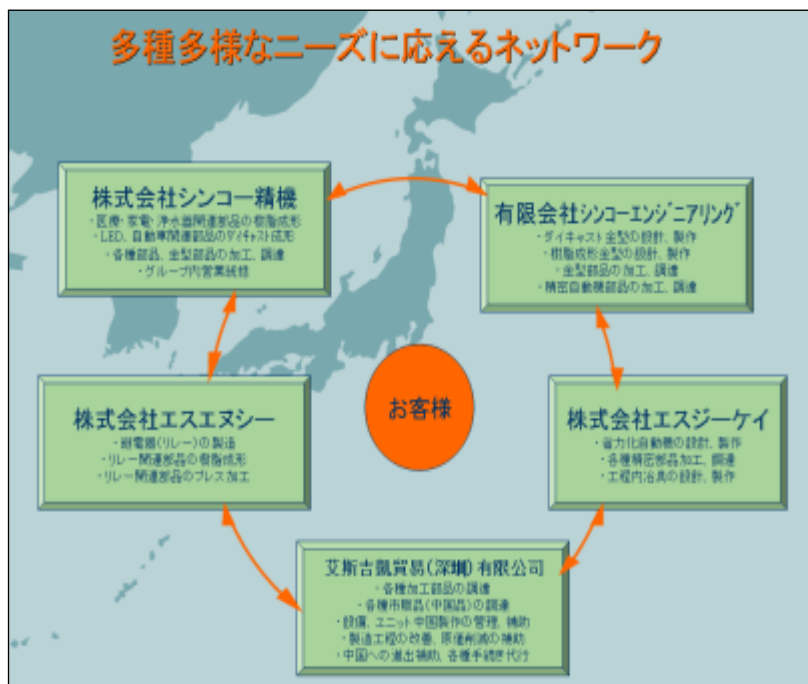 多種多様なニーズに応えるネットワーク
株式会社シンコー精機
・医療・家電・浄水器関連部品の樹脂成形
・LED、自動車関連部品のダイキャスト成形
・各種部品、金型部品の加工、調達
・グループ内営業統修
有限会社シンコーエンジニアリング
・ダイキャスト金型の設計、製作
・樹脂成形金型の設計、製作
・金型部品の加工、調達
・精密自動機部品の加工、調達
お客様
株式会社エスエヌシー
・継電器(リレー)の製造
・リレー関連部品の樹脂成形
・リレー関連部品のプレス加工
株式会社エスジーケイ
・省力化自動機の設計、製作
・各種精密部品加工、調達
・工程内治具の設計、製作
艾斯吉凱貿易(深圳)有限公司
・各種加工部品の調達
・各種市販品(中国品)の調達
・設備、ユニット中国製作の管理、補助
・製造工程の改善、原価削減の補助
・中国への進出補助、各種手続き代行